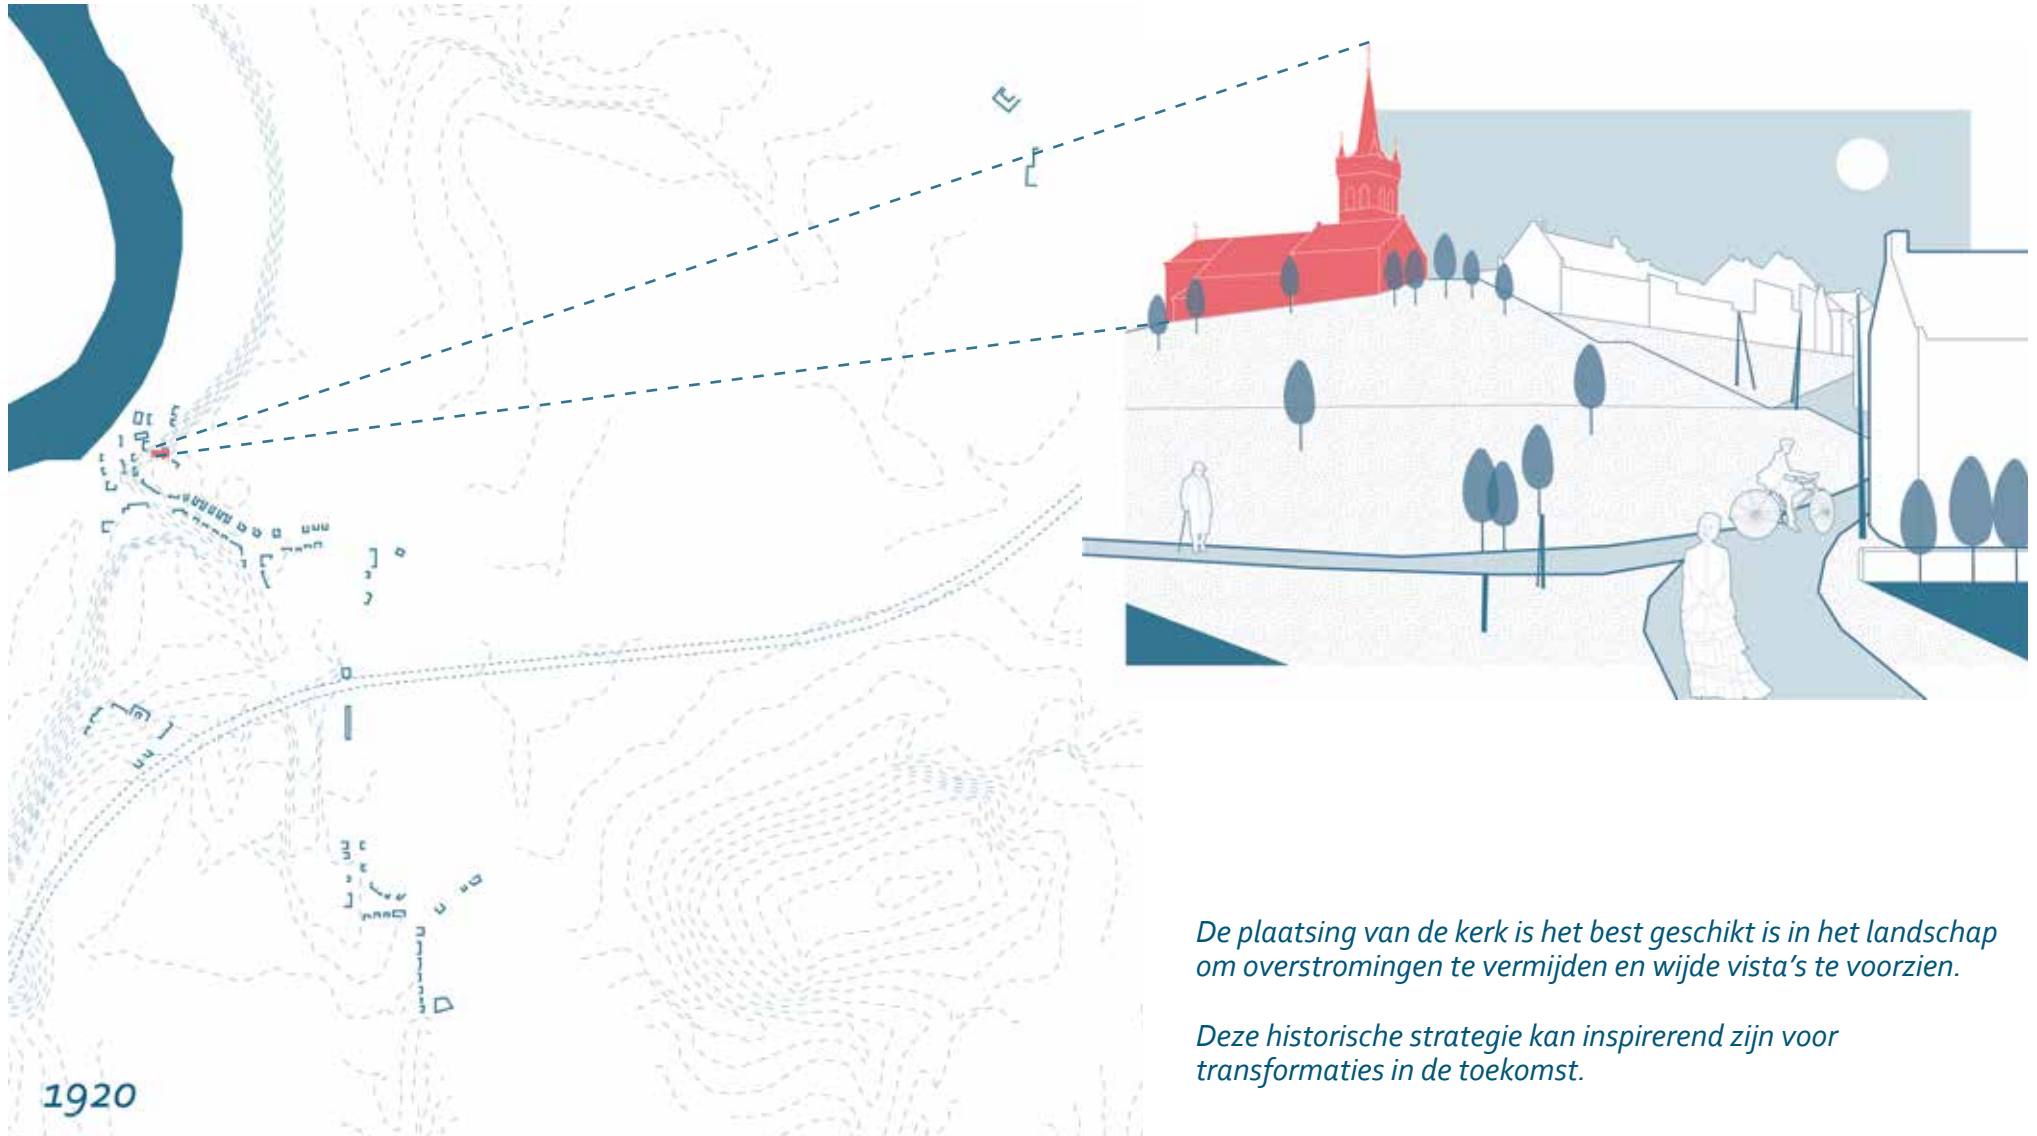 De plaatsing van de kerk is het best geschikt is in het landschap
om overstromingen te vermijden en wijde vista's te voorzien.
Deze historische strategie kan inspirerend zijn voor
transformaties in de toekomst.
1920